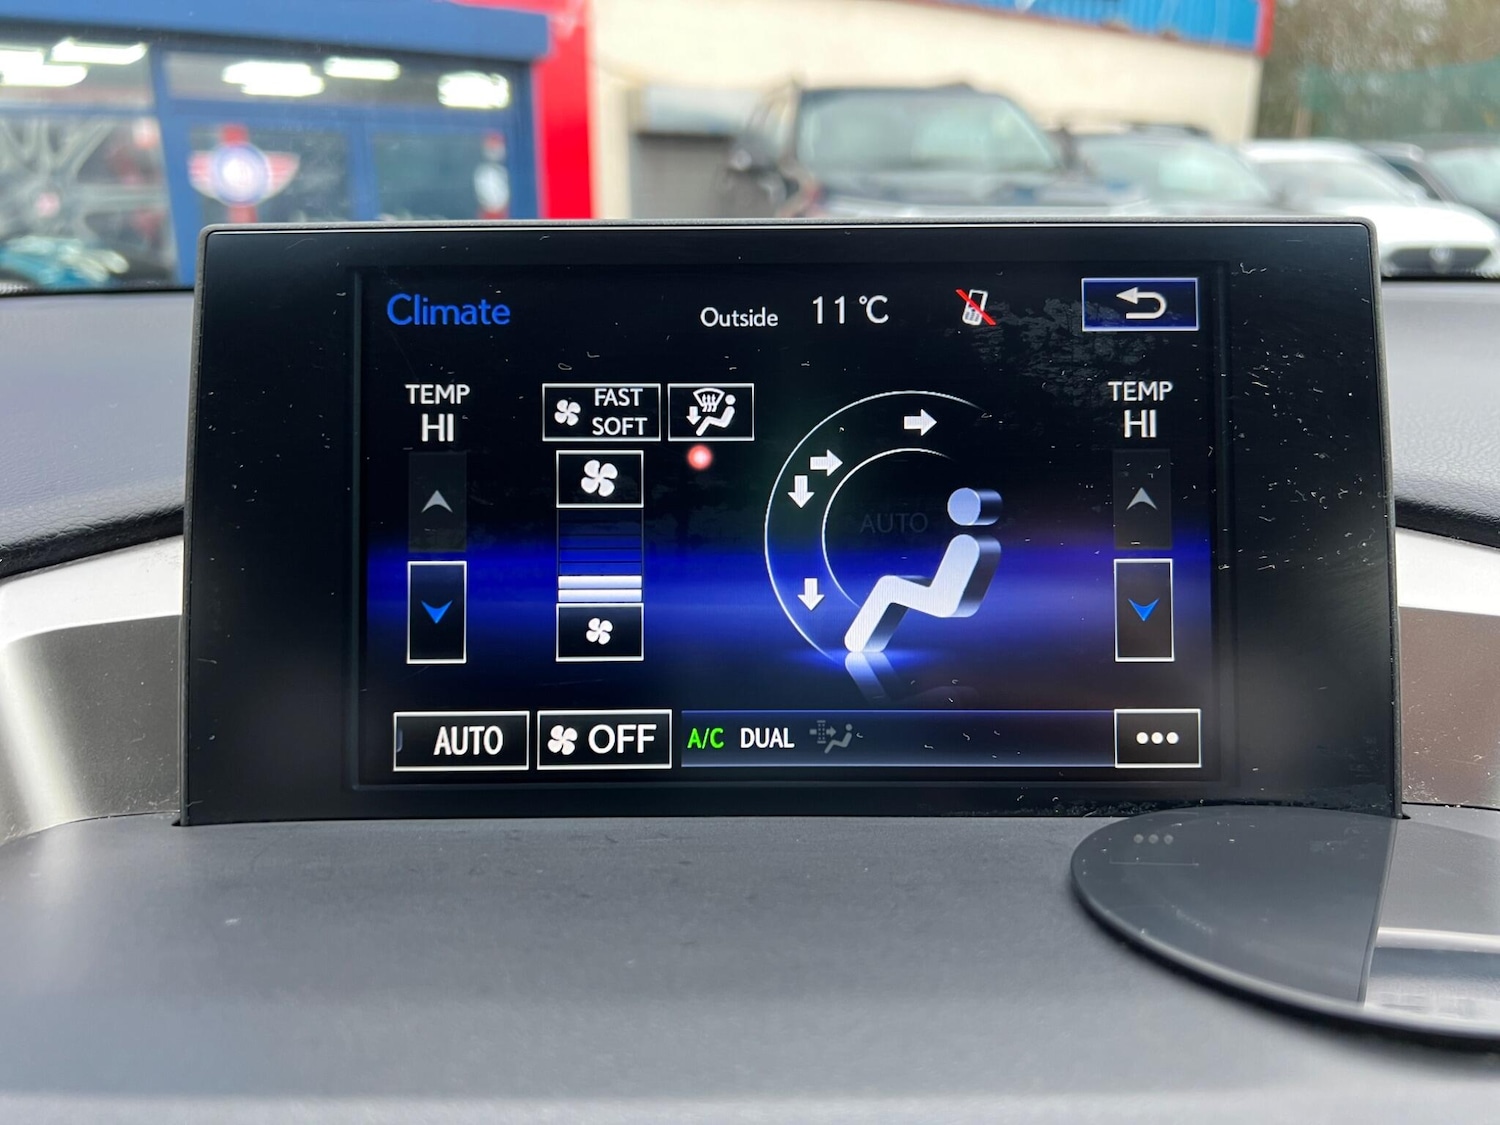 Climate
Outside 11°C
TEMP
HI
FAST
SOFT
TEMP
HI
AUTO
AUTO
OFF
A/C DUAL